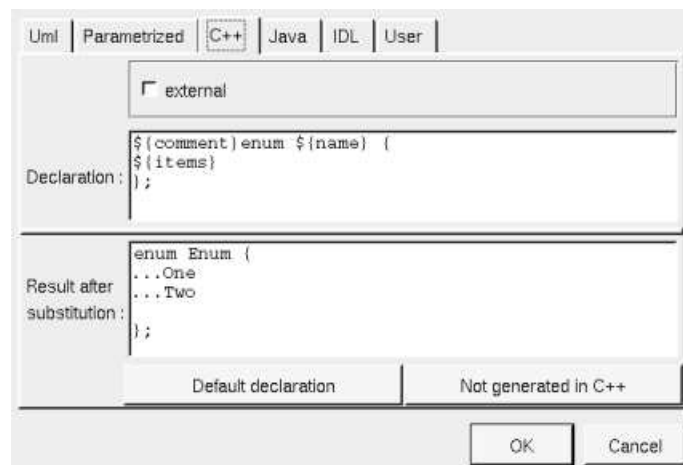 Uml Parametrized C++ Java IDL User
external
Declaration :
${comment}enum ${name} {
${items}
};
Result after
substitution :
enum Enum {
...One
...Two
};
Default declaration Not generated in C++
OK Cancel